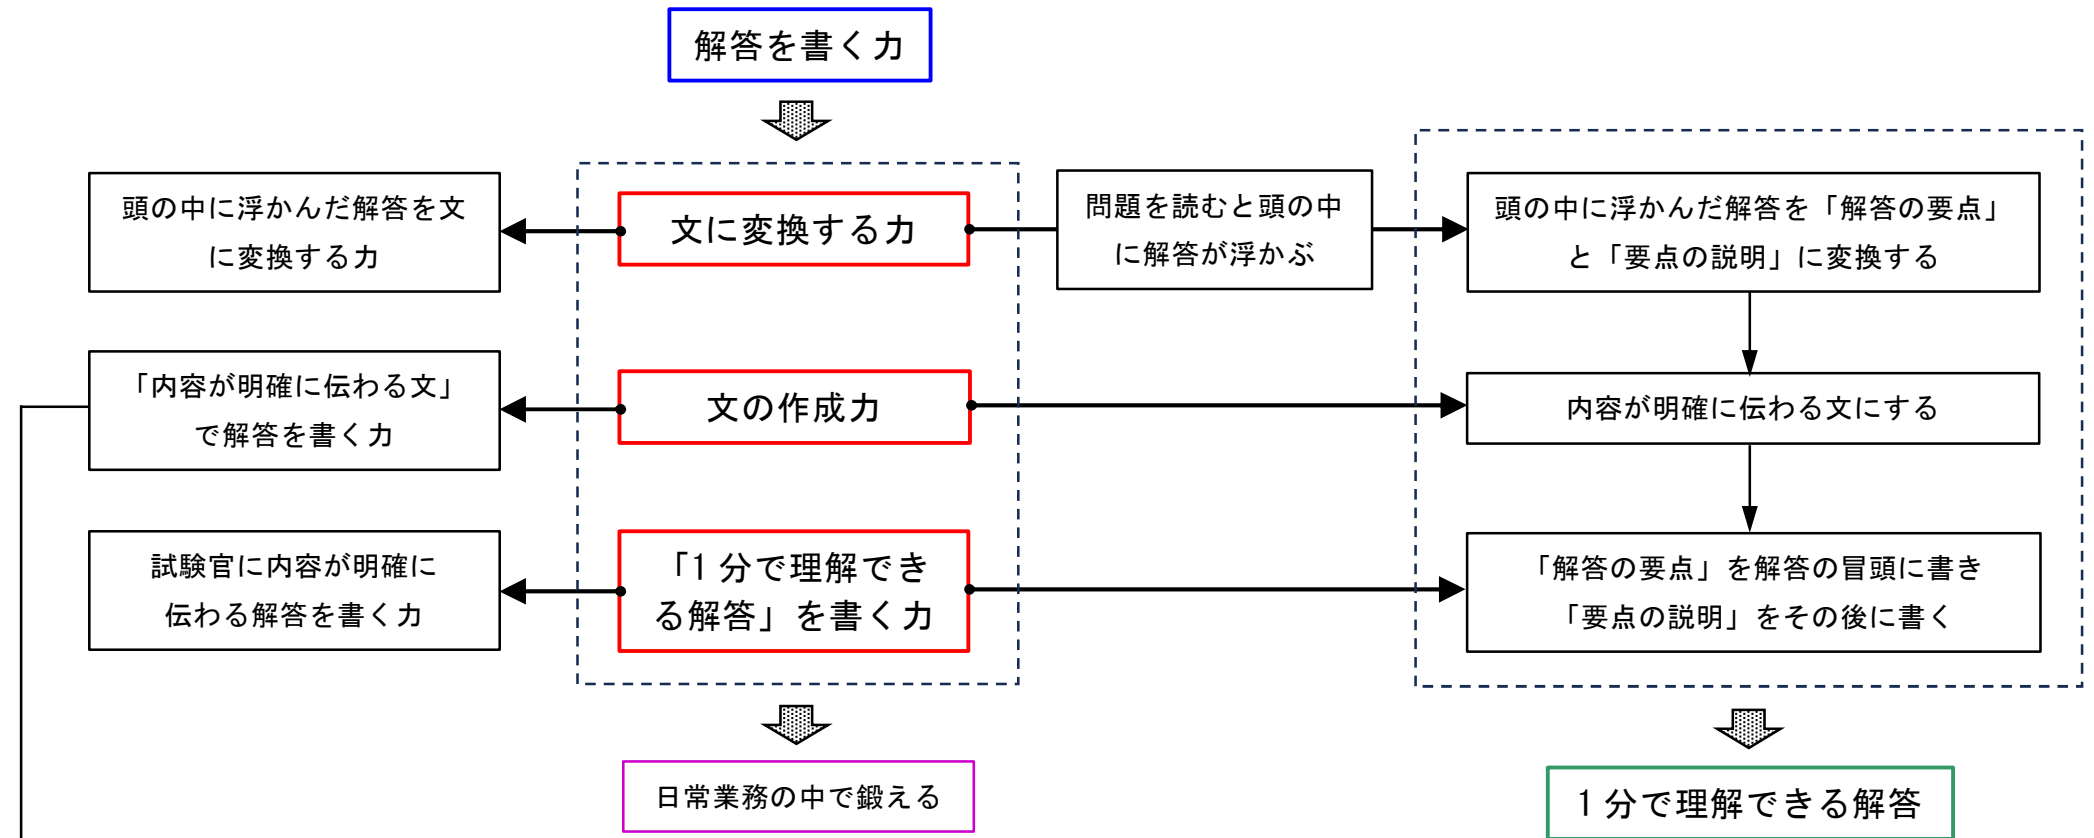 解答を書く力
頭の中に浮かんだ解答を文
に変換する力
文に変換する力
問題を読むと頭の中
に解答が浮かぶ
頭の中に浮かんだ解答を「解答の要点」
と「要点の説明」に変換する
「内容が明確に伝わる文」
で解答を書く力
文の作成力
内容が明確に伝わる文にする
試験官に内容が明確に
伝わる解答を書く力
「1分で理解でき
る解答」を書く力
「解答の要点」を解答の冒頭に書き
「要点の説明」をその後に書く
日常業務の中で鍛える
1分で理解できる解答